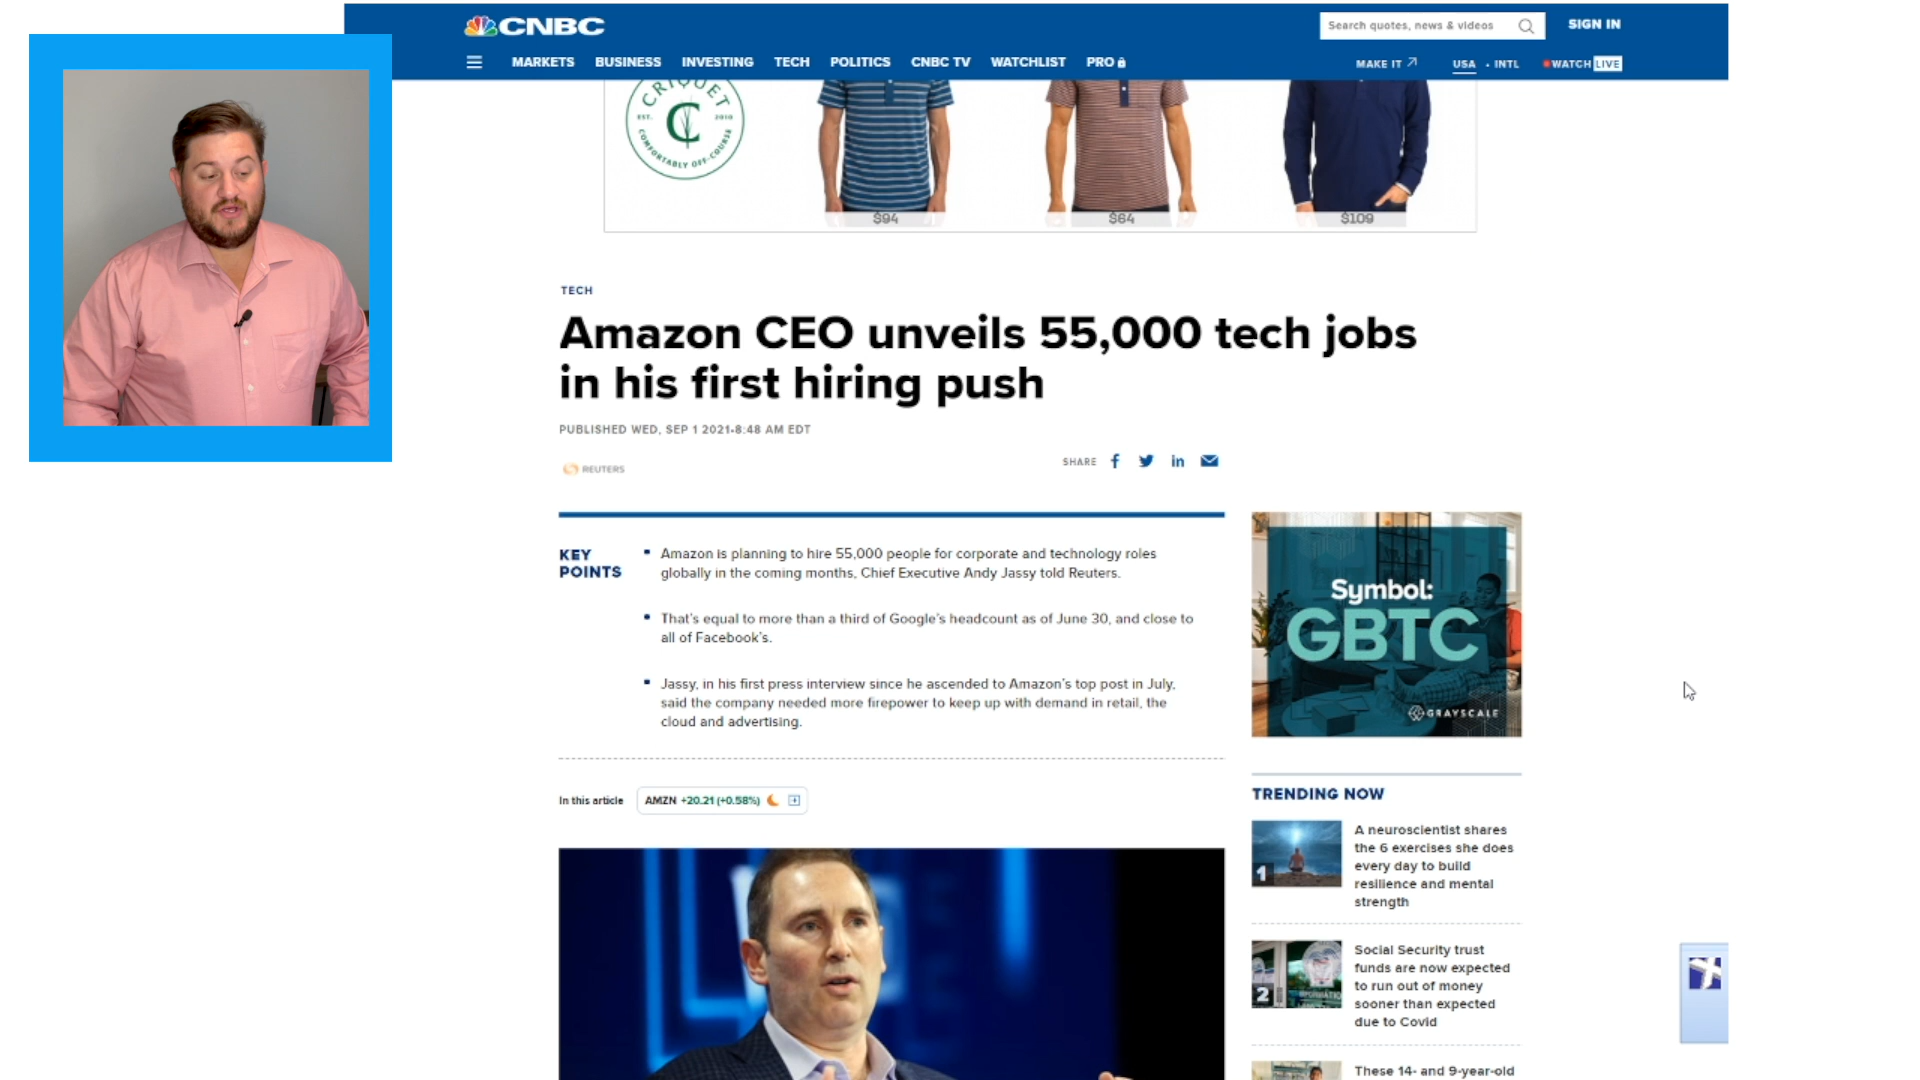 CNBC
Search quotes, news & videos
SIGN IN
MARKETS BUSINESS INVESTING TECH POLITICS CNBC TV WATCHLIST PRO
MAKE IT
USA • INTL
WATCH LIVE
CRIQUET
EST. 2010
C
COMFORTABLY OFF-COURSE
$94
$64
$109
TECH
Amazon CEO unveils 55,000 tech jobs
in his first hiring push
PUBLISHED WED, SEP 1 2021•8:48 AM EDT
REUTERS
SHARE
KEY
POINTS
Amazon is planning to hire 55,000 people for corporate and technology roles
globally in the coming months, Chief Executive Andy Jassy told Reuters.
That's equal to more than a third of Google's headcount as of June 30, and close to
all of Facebook's.
Jassy, in his first press interview since he ascended to Amazon's top post in July,
said the company needed more firepower to keep up with demand in retail, the
cloud and advertising.
In this article
AMZN +20.21 (+0.58%)
Symbol:
GBTC
GRAYSCALE
TRENDING NOW
1
A neuroscientist shares
the 6 exercises she does
every day to build
resilience and mental
strength
2
Social Security trust
funds are now expected
to run out of money
sooner than expected
due to Covid
These 14- and 9-year-old